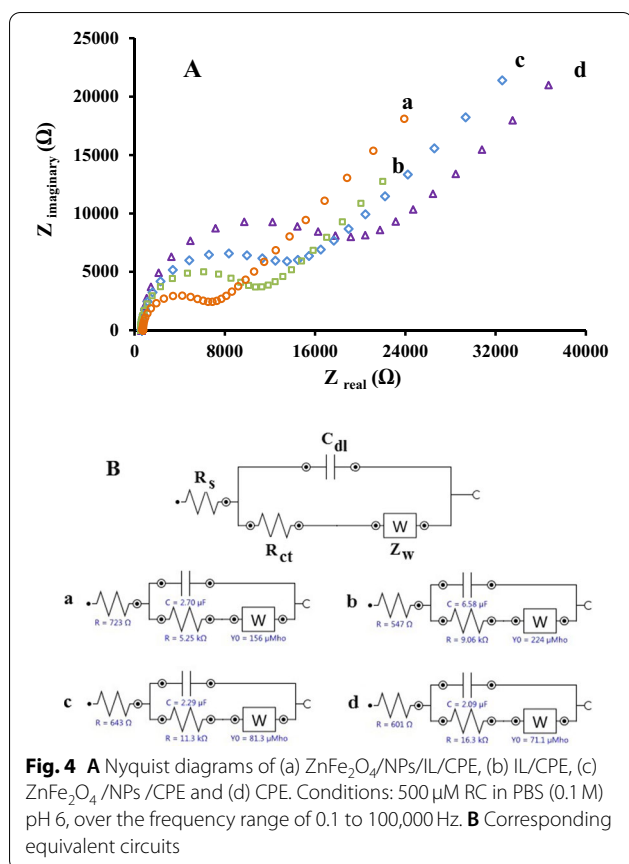 25000
20000
15000
10000
5000
0
Z imaginary (Ω)
A
a
b
c
d
0 8000 16000 24000 32000 40000
Z real (Ω)
B
C dl
R s
R ct
W
Z W
a
C = 2.70 µF
R = 723 Ω
R = 5.25 kΩ
W
Y0 = 156 µMho
b
C = 6.58 µF
R = 547 Ω
R = 9.06 kΩ
W
Y0 = 224 µMho
c
C = 2.29 µF
R = 643 Ω
R = 11.3 kΩ
W
Y0 = 81.3 µMho
d
C = 2.09 µF
R = 601 Ω
R = 16.3 kΩ
W
Y0 = 71.1 µMho
Fig. 4 A Nyquist diagrams of (a) ZnFe₂O₄/NPs/IL/CPE, (b) IL/CPE, (c)
ZnFe₂O₄ /NPs /CPE and (d) CPE. Conditions: 500 µM RC in PBS (0.1 M)
pH 6, over the frequency range of 0.1 to 100,000 Hz. B Corresponding
equivalent circuits